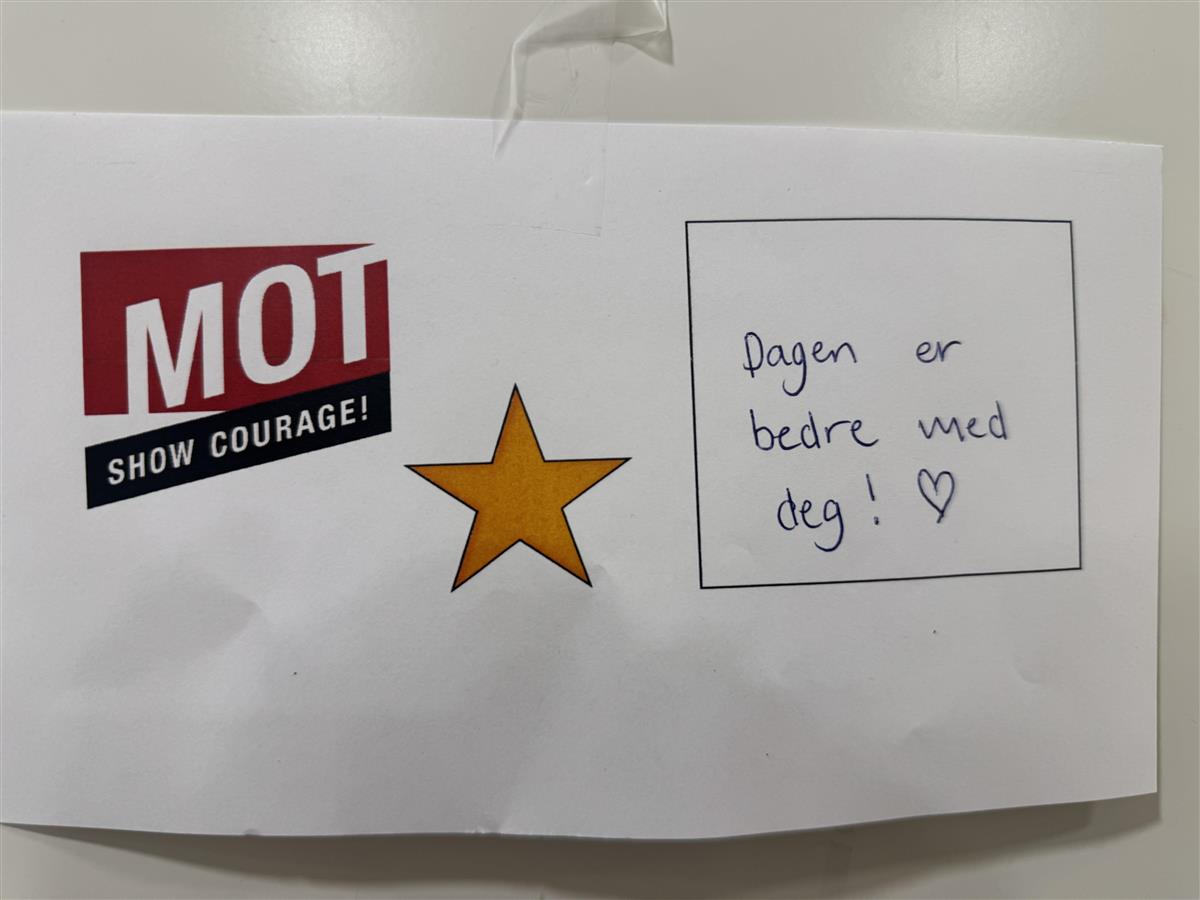 MOT
SHOW COURAGE!
Dagen er
bedre med
deg! ♡